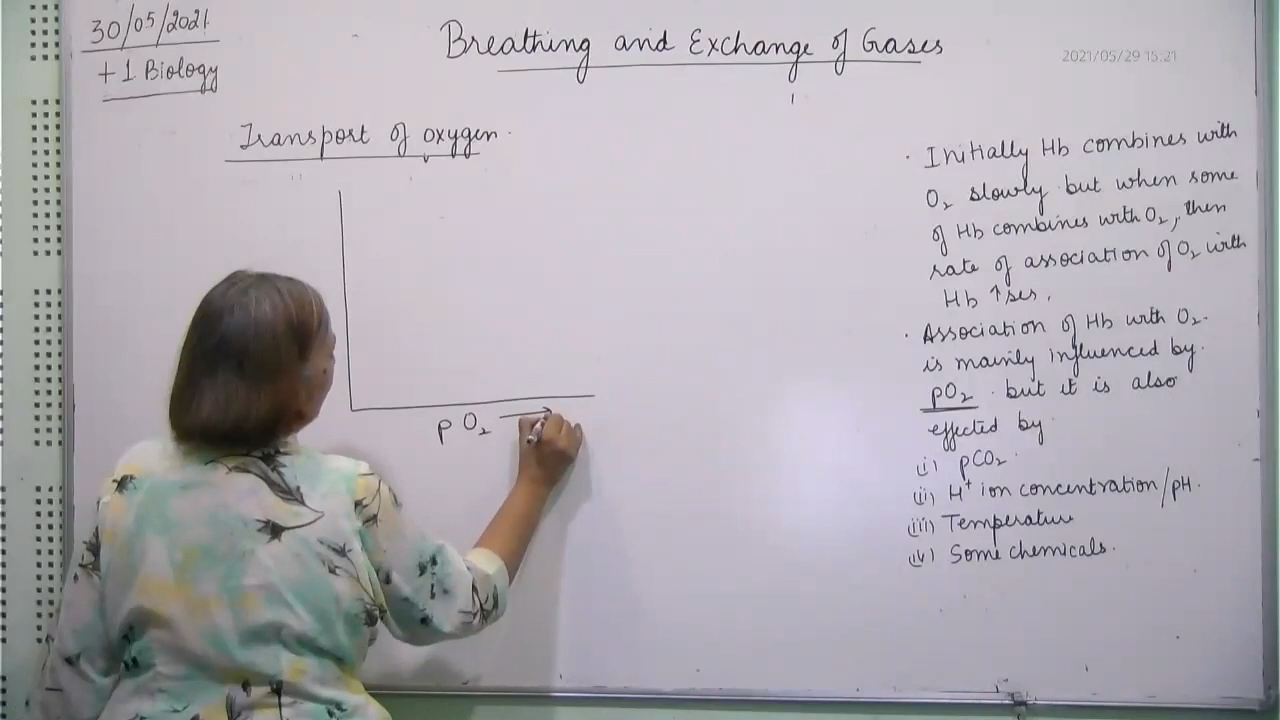 30/05/2021
+1 Biology
Breathing and Exchange of Gases
2021/05/29 15:21
Transport of oxygen.
p O₂ →
· Initially Hb combines with
O₂ slowly but when some
of Hb combines with O₂, then
rate of association of O₂ with
Hb ↑ses.
· Association of Hb with O₂.
is mainly influenced by.
pO₂. but it is also
effected by.
(i) pCO₂.
(ii) H⁺ ion concentration/pH.
(iii) Temperature
(iv) Some chemicals.